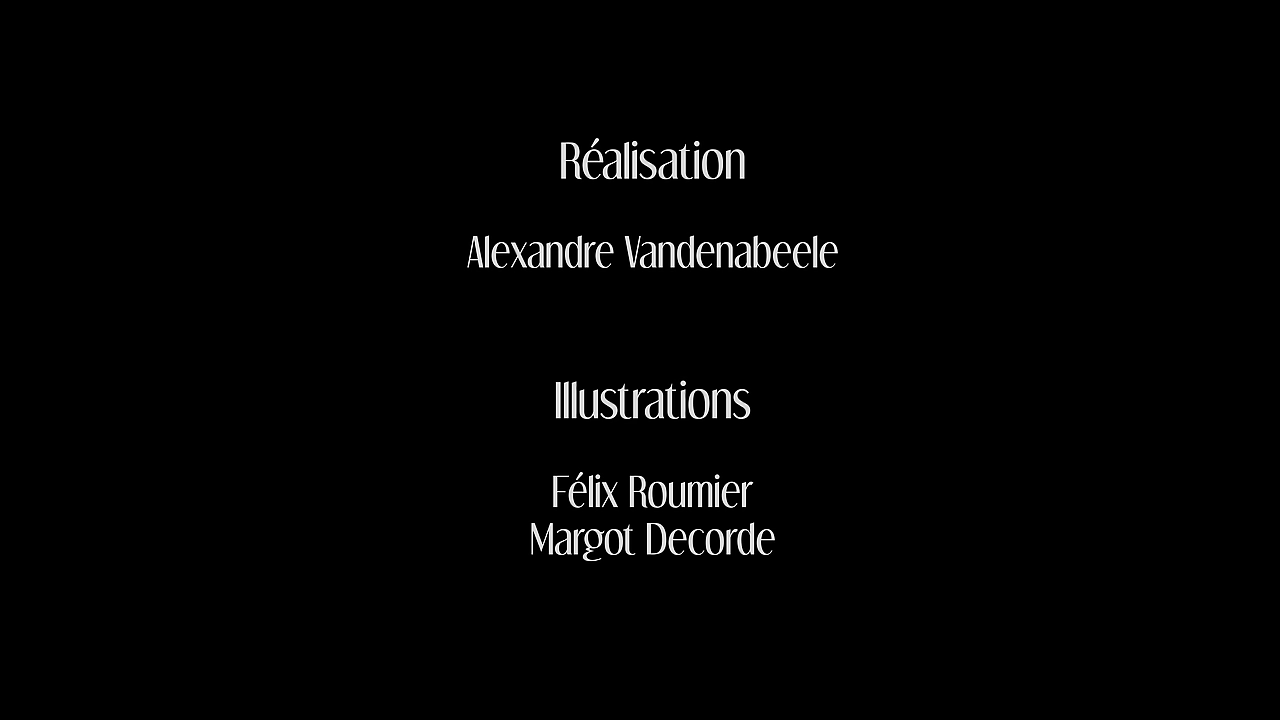 Réalisation
Alexandre Vandenabeele
Illustrations
Félix Roumier
Margot Decorde